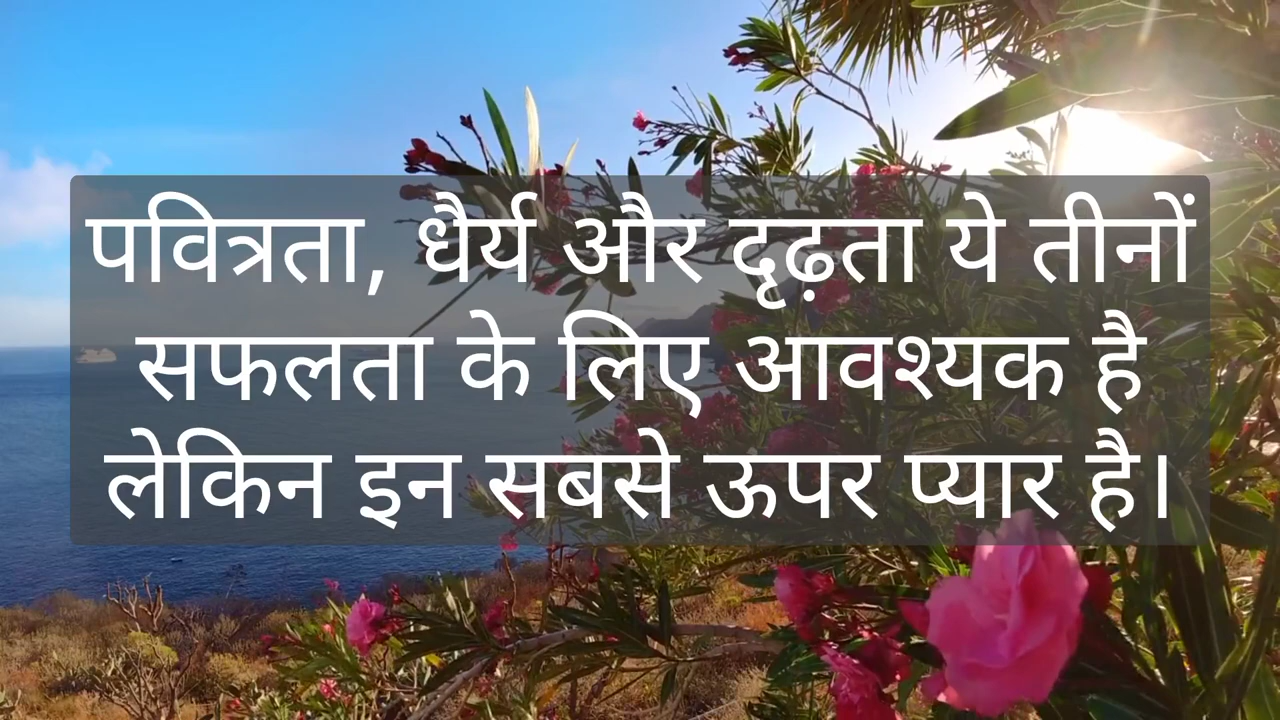 पवित्रता, धैर्य और दृढ़ता ये तीनों
सफलता के लिए आवश्यक है
लेकिन इन सबसे ऊपर प्यार है।